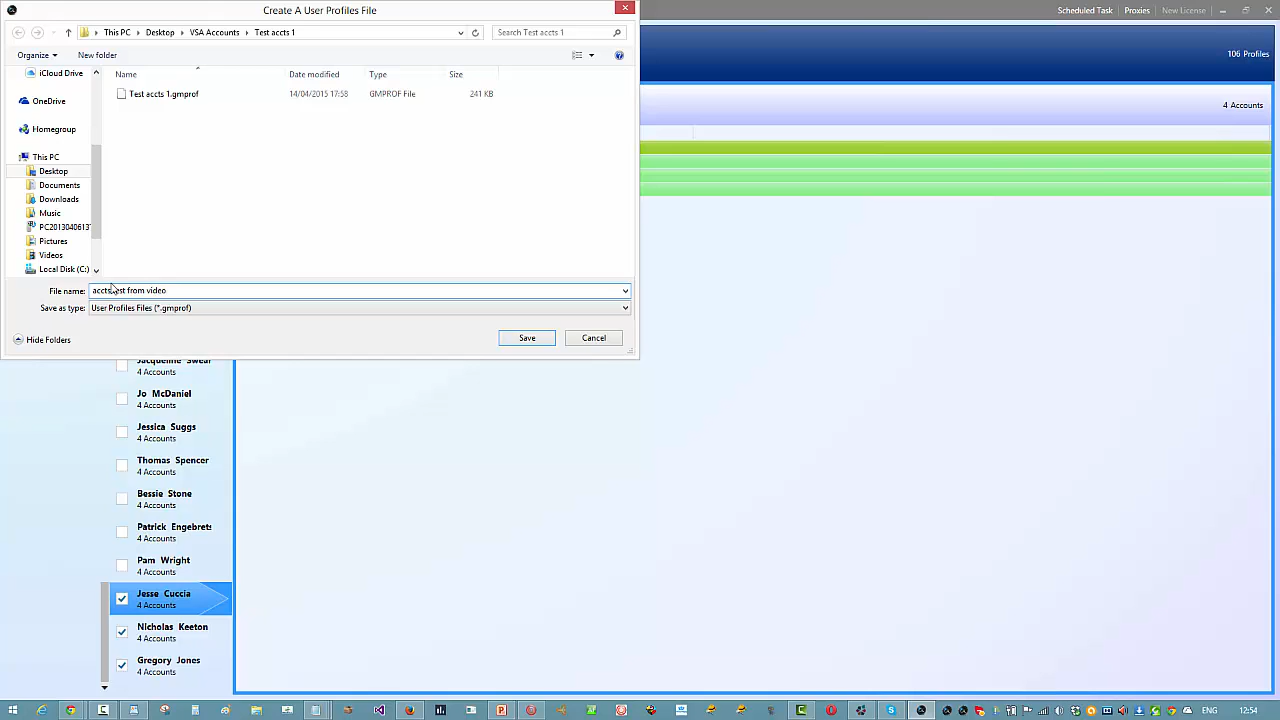 Create A User Profiles File
Scheduled Task Proxies New License
This PC Desktop VSA Accounts Test accts 1 Search Test accts 1
106 Profiles
Organize New folder
iCloud Drive
Name Date modified Type Size
Test accts 1.gmprof 14/04/2015 17:58 GMPROF File 241 KB
4 Accounts
OneDrive
Homegroup
This PC
Desktop
Documents
Downloads
Music
PC2013040613
Pictures
Videos
Local Disk (C:)
File name: accts test from video
Save as type: User Profiles Files (*.gmprof)
Hide Folders Save Cancel
Jacqueline Swear
4 Accounts
Jo McDaniel
4 Accounts
Jessica Suggs
4 Accounts
Thomas Spencer
4 Accounts
Bessie Stone
4 Accounts
Patrick Engebrets
4 Accounts
Pam Wright
4 Accounts
Jesse Cuccia
4 Accounts
Nicholas Keeton
4 Accounts
Gregory Jones
4 Accounts
ENG 12:54